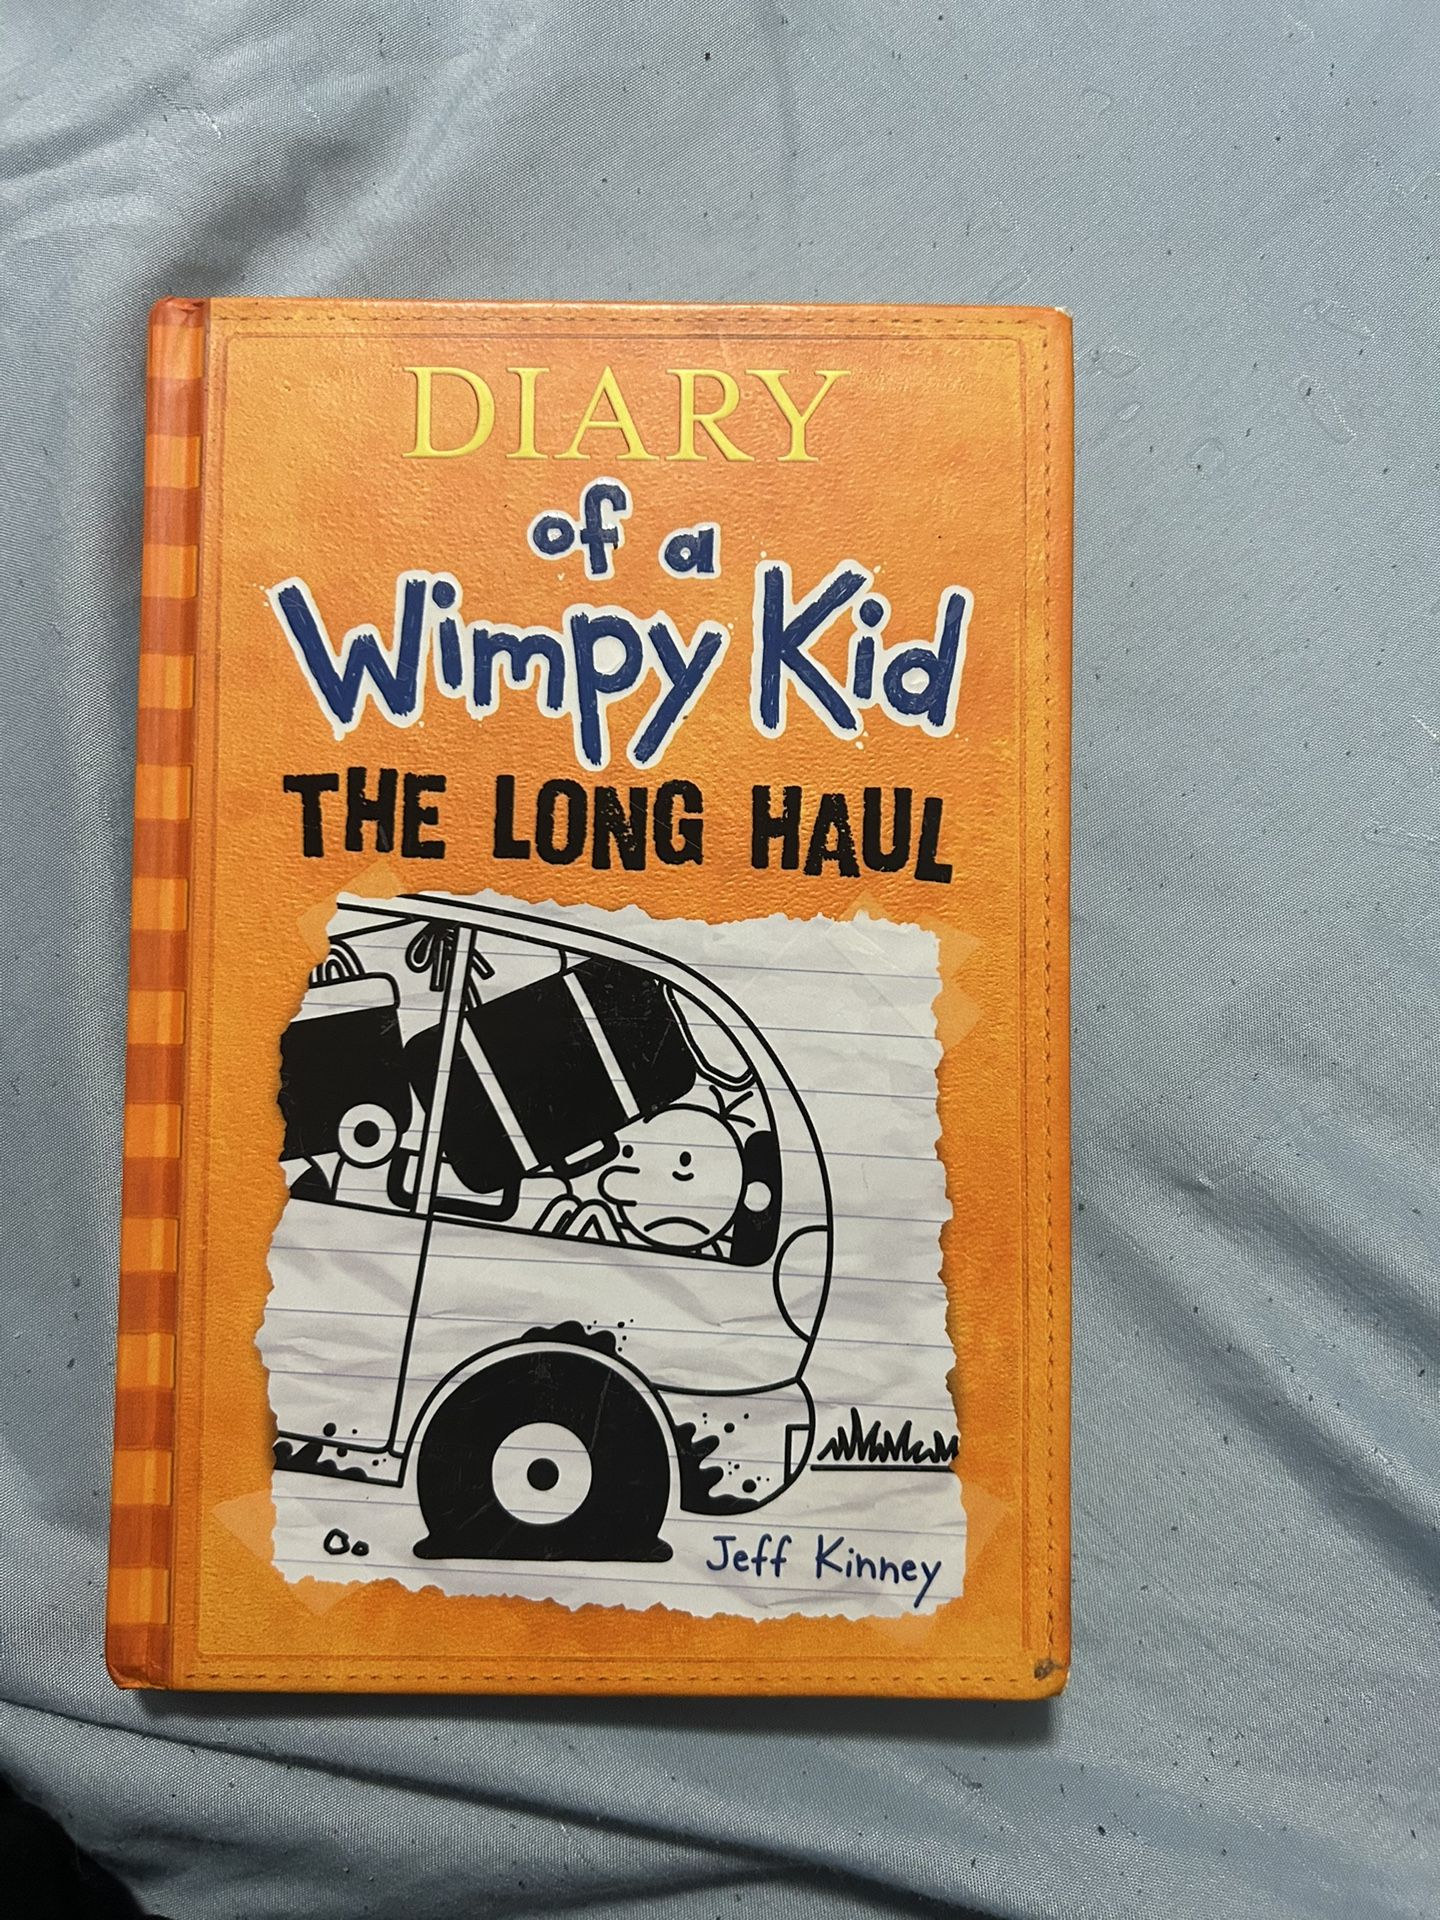 DIARY
of a
Wimpy Kid
THE LONG HAUL
Jeff Kinney